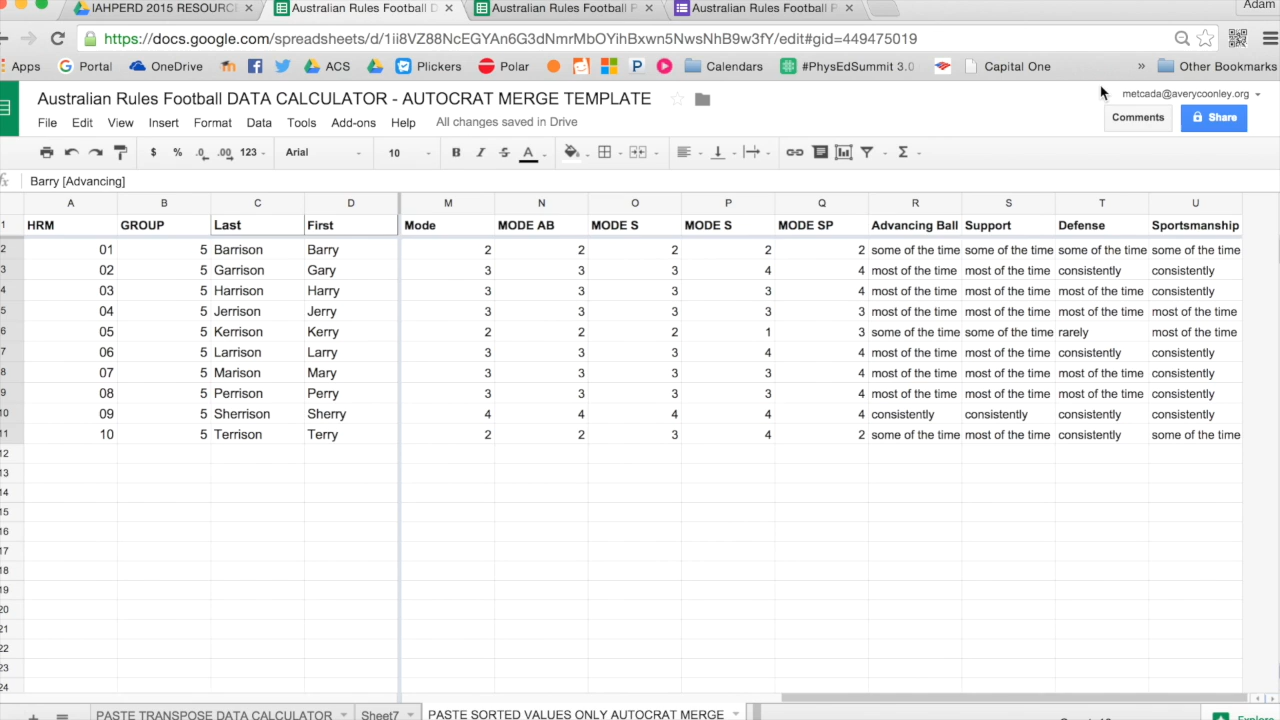 IAHPERD 2015 RESOURC × Australian Rules Football D × Australian Rules Football P × Australian Rules Football P × Adam
https://docs.google.com/spreadsheets/d/1ii8VZ88NcEGYAn6G3dNmrMbOYihBxwn5NwsNhB9w3fY/edit#gid=449475019
Apps Portal OneDrive ACS Plickers Polar Calendars #PhysEdSummit 3.0 Capital One » Other Bookmarks
Australian Rules Football DATA CALCULATOR - AUTOCRAT MERGE TEMPLATE
metcada@averycoonley.org
File Edit View Insert Format Data Tools Add-ons Help All changes saved in Drive
Comments Share
$ % .0 .00 123 Arial 10 B I S A Σ
fx Barry [Advancing]
A B C D M N O P Q R S T U
1 HRM GROUP Last First Mode MODE AB MODE S MODE S MODE SP Advancing Ball Support Defense Sportsmanship
2 01 5 Barrison Barry 2 2 2 2 2 some of the time some of the time some of the time some of the time
3 02 5 Garrison Gary 3 3 3 4 4 most of the time most of the time consistently consistently
4 03 5 Harrison Harry 3 3 3 3 4 most of the time most of the time most of the time consistently
5 04 5 Jerrison Jerry 3 3 3 3 3 most of the time most of the time most of the time most of the time
6 05 5 Kerrison Kerry 2 2 2 1 3 some of the time some of the time rarely most of the time
7 06 5 Larrison Larry 3 3 3 4 4 most of the time most of the time consistently consistently
8 07 5 Marison Mary 3 3 3 3 4 most of the time most of the time most of the time consistently
9 08 5 Perrison Perry 3 3 3 3 4 most of the time most of the time most of the time consistently
10 09 5 Sherrison Sherry 4 4 4 4 4 consistently consistently consistently consistently
11 10 5 Terrison Terry 2 2 3 4 2 some of the time most of the time consistently some of the time
12
13
14
15
16
17
18
19
20
21
22
23
24
PASTE TRANSPOSE DATA CALCULATOR Sheet7 PASTE SORTED VALUES ONLY AUTOCRAT MERGE Explore